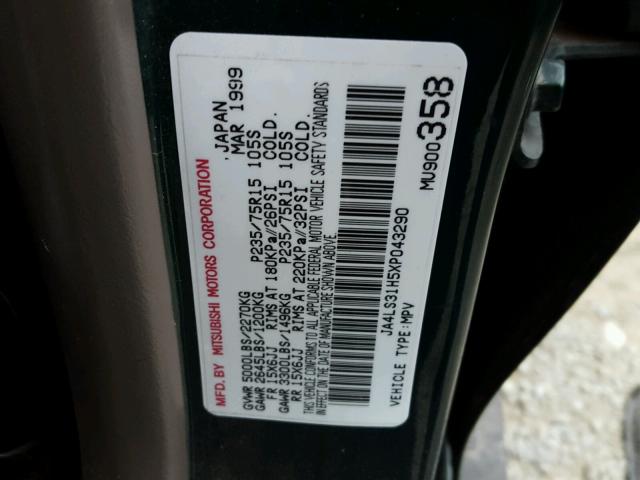 MFD. BY MITSUBISHI MOTORS CORPORATION
JAPAN
MAR 1999
GVWR 5000LBS/2270KG P235/75R15 105S
GAWR 2645LBS/1200KG
FR 15X6JJ RIMS AT 180KPA//26PSI COLD.
GAWR 3300LBS/1496KG P235/75R15 105S
RR 15X6JJ RIMS AT 220KPA//32PSI COLD.
THIS VEHICLE CONFORMS TO ALL APPLICABLE FEDERAL MOTOR VEHICLE SAFETY STANDARDS
IN EFFECT ON THE DATE OF MANUFACTURE SHOWN ABOVE.
JA4LS31H5XP043290
VEHICLE TYPE:MPV
MU900358